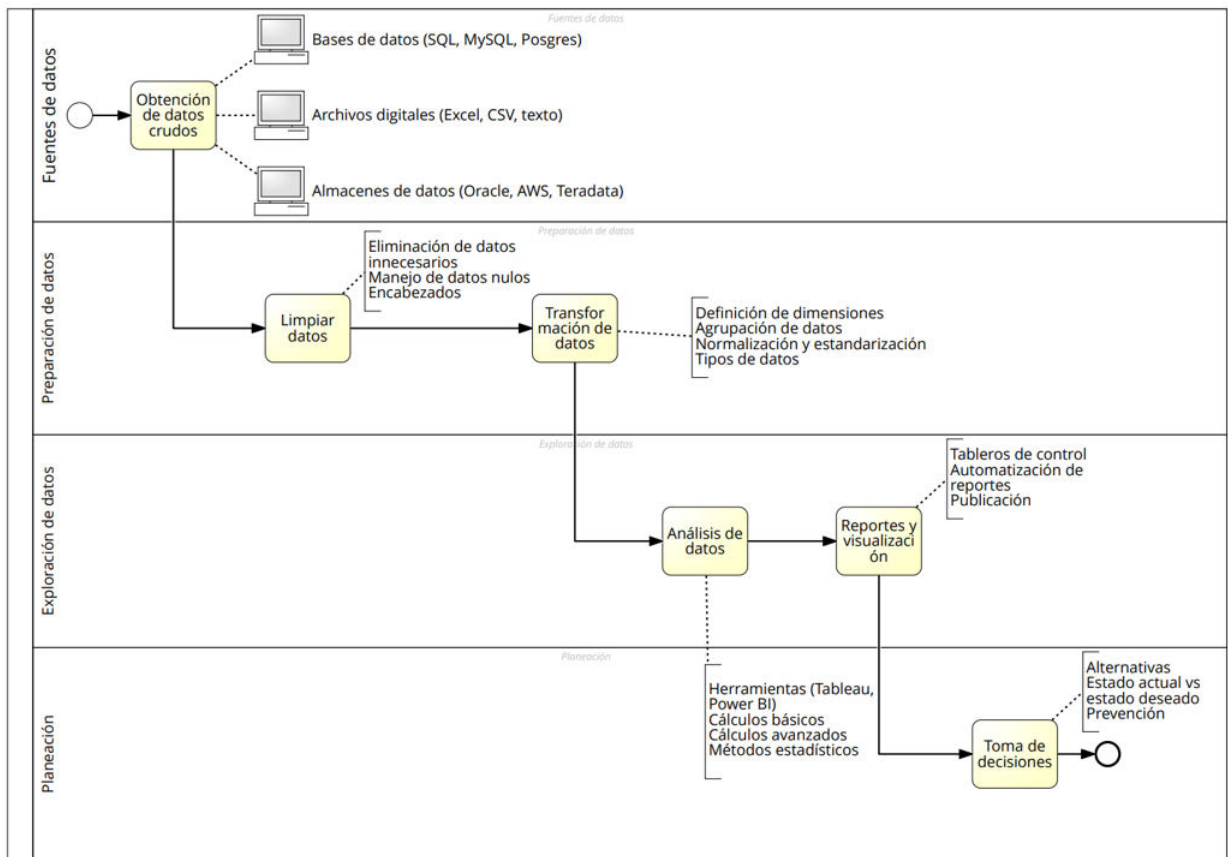 Fuentes de datos
Fuentes de datos
Obtención
de datos
crudos
Bases de datos (SQL, MySQL, Posgres)
Archivos digitales (Excel, CSV, texto)
Almacenes de datos (Oracle, AWS, Teradata)
Preparación de datos
Preparación de datos
Limpiar
datos
Eliminación de datos
innecesarios
Manejo de datos nulos
Encabezados
Transfor
mación de
datos
Definición de dimensiones
Agrupación de datos
Normalización y estandarización
Tipos de datos
Exploración de datos
Exploración de datos
Análisis de
datos
Reportes y
visualizaci
ón
Tableros de control
Automatización de
reportes
Publicación
Planeación
Planeación
Herramientas (Tableau,
Power BI)
Cálculos básicos
Cálculos avanzados
Métodos estadísticos
Toma de
decisiones
Alternativas
Estado actual vs
estado deseado
Prevención